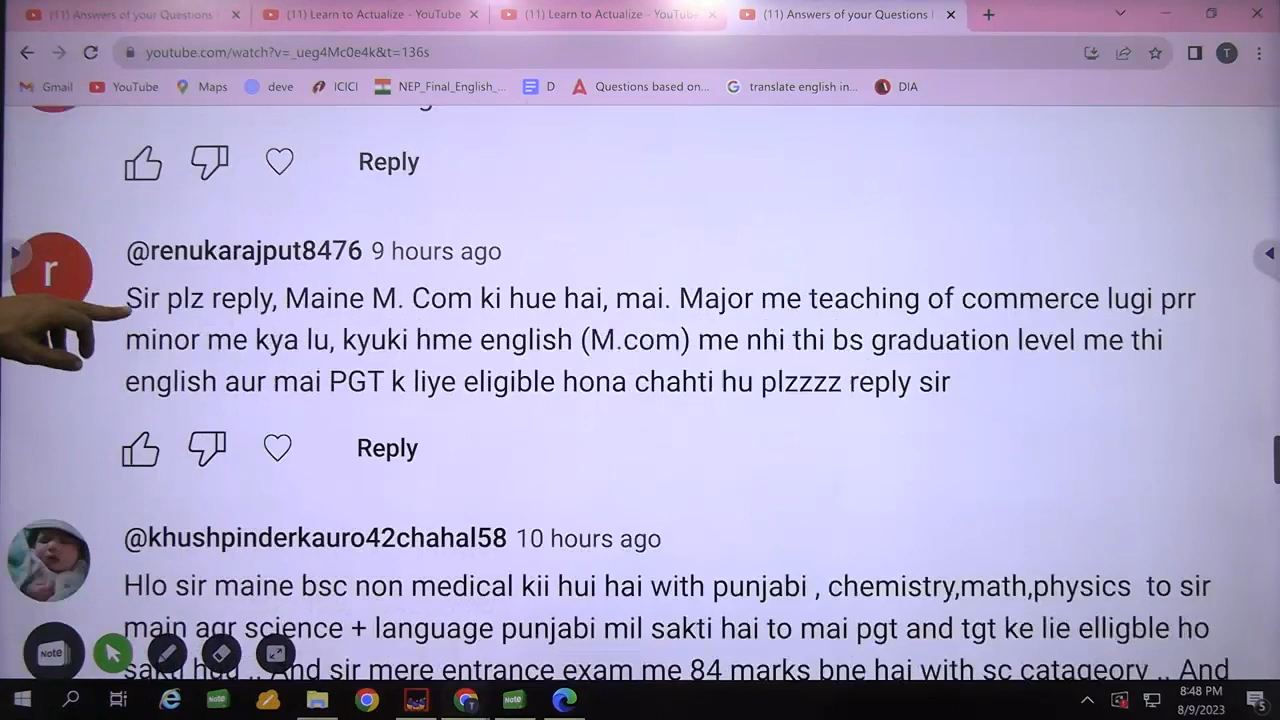 (11) Answers of your Questions
(11) Learn to Actualize - YouTube
(11) Learn to Actualize - YouTube
(11) Answers of your Questions
youtube.com/watch?v=_ueg4Mc0e4k&t=136s
T
Gmail YouTube Maps deve ICICI NEP_Final_English_... D Questions based on... translate english in... DIA
Reply
@renukarajput8476 9 hours ago
r
Sir plz reply, Maine M. Com ki hue hai, mai. Major me teaching of commerce lugi prr
minor me kya lu, kyuki hme english (M.com) me nhi thi bs graduation level me thi
english aur mai PGT k liye eligible hona chahti hu plzzzz reply sir
Reply
@khushpinderkauro42chahal58 10 hours ago
Hlo sir maine bsc non medical kii hui hai with punjabi , chemistry,math,physics to sir
main agr science + language punjabi mil sakti hai to mai pgt and tgt ke lie elligble ho
Note
sakti huu .. And sir mere entrance exam me 84 marks bne hai with sc catageory .. And
Note
Note
T
8:48 PM
8/9/2023
5